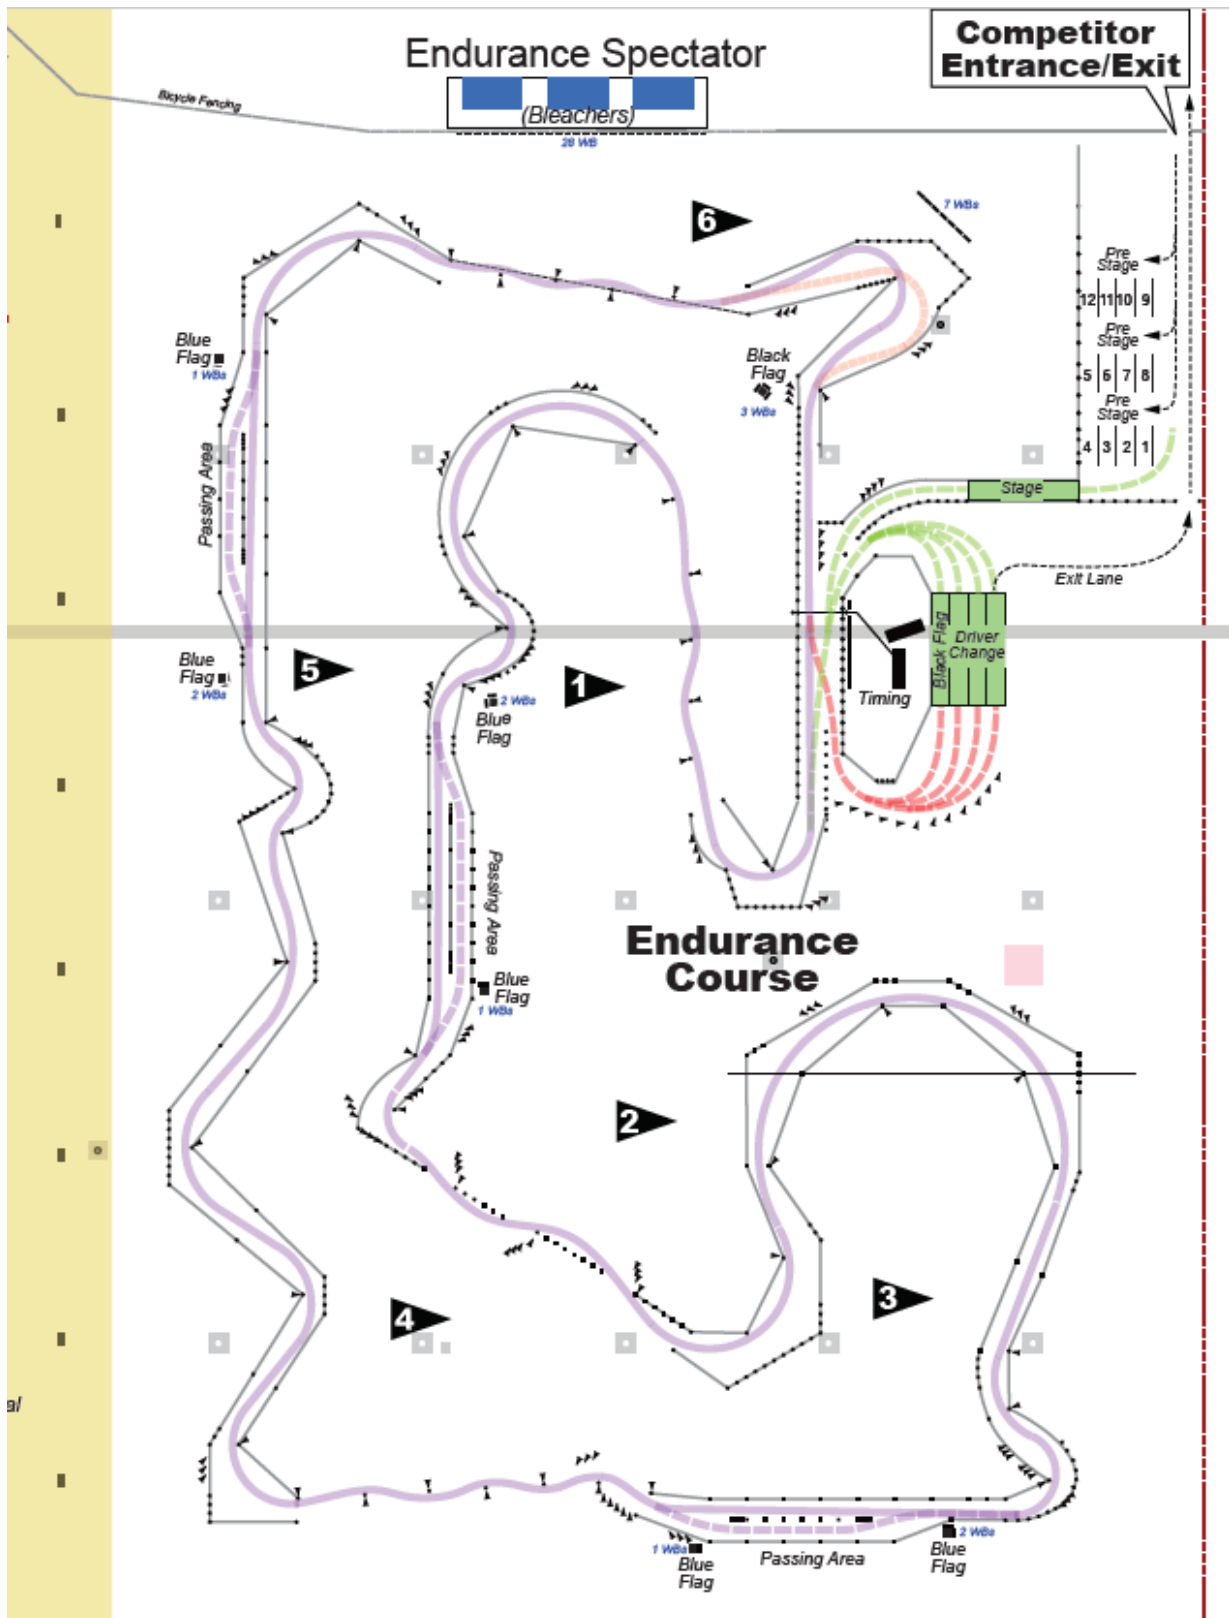 Endurance Spectator
(Bleachers)
28 WB
Bicycle Fencing
Competitor
Entrance/Exit
6
7 WBs
Pre
Stage
12 11 10 9
Pre
Stage
5 6 7 8
Pre
Stage
4 3 2 1
Blue
Flag
1 WBs
Black
Flag
3 WBs
Passing Area
Stage
Exit Lane
Black Flag
Driver
Change
Timing
Blue
Flag
2 WBs
5
1
2 WBs
Blue
Flag
Passing Area
Blue
Flag
1 WBs
Endurance
Course
2
3
4
al
1 WBs
Blue
Flag
Passing Area
2 WBs
Blue
Flag